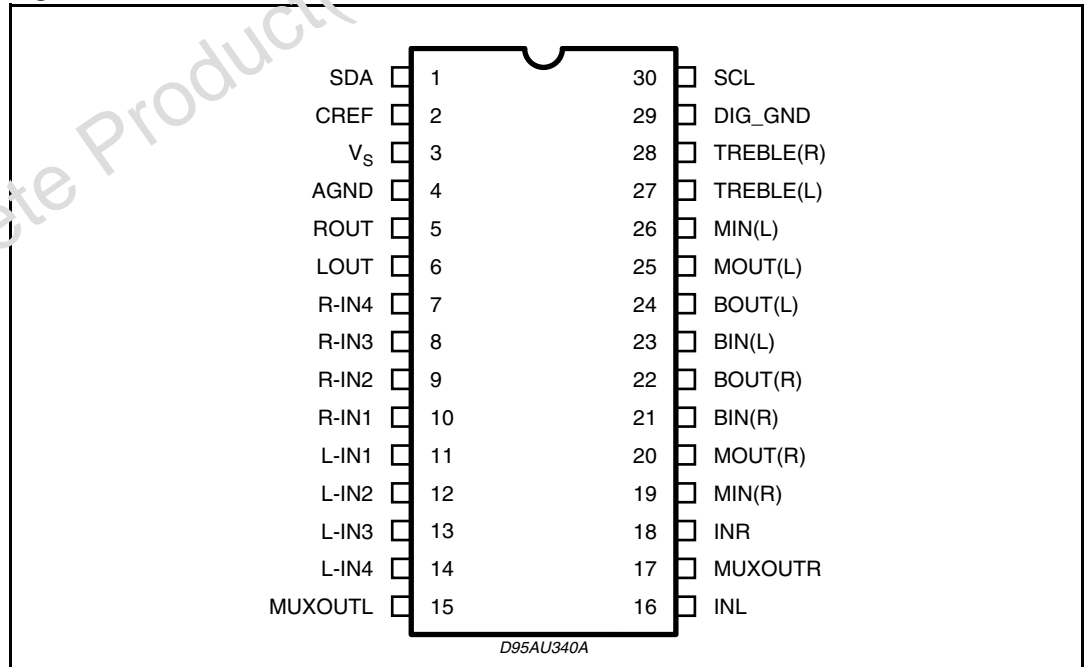 ete Product(
SDA 1 30 SCL
CREF 2 29 DIG_GND
VS 3 28 TREBLE(R)
AGND 4 27 TREBLE(L)
ROUT 5 26 MIN(L)
LOUT 6 25 MOUT(L)
R-IN4 7 24 BOUT(L)
R-IN3 8 23 BIN(L)
R-IN2 9 22 BOUT(R)
R-IN1 10 21 BIN(R)
L-IN1 11 20 MOUT(R)
L-IN2 12 19 MIN(R)
L-IN3 13 18 INR
L-IN4 14 17 MUXOUTR
MUXOUTL 15 16 INL
D95AU340A